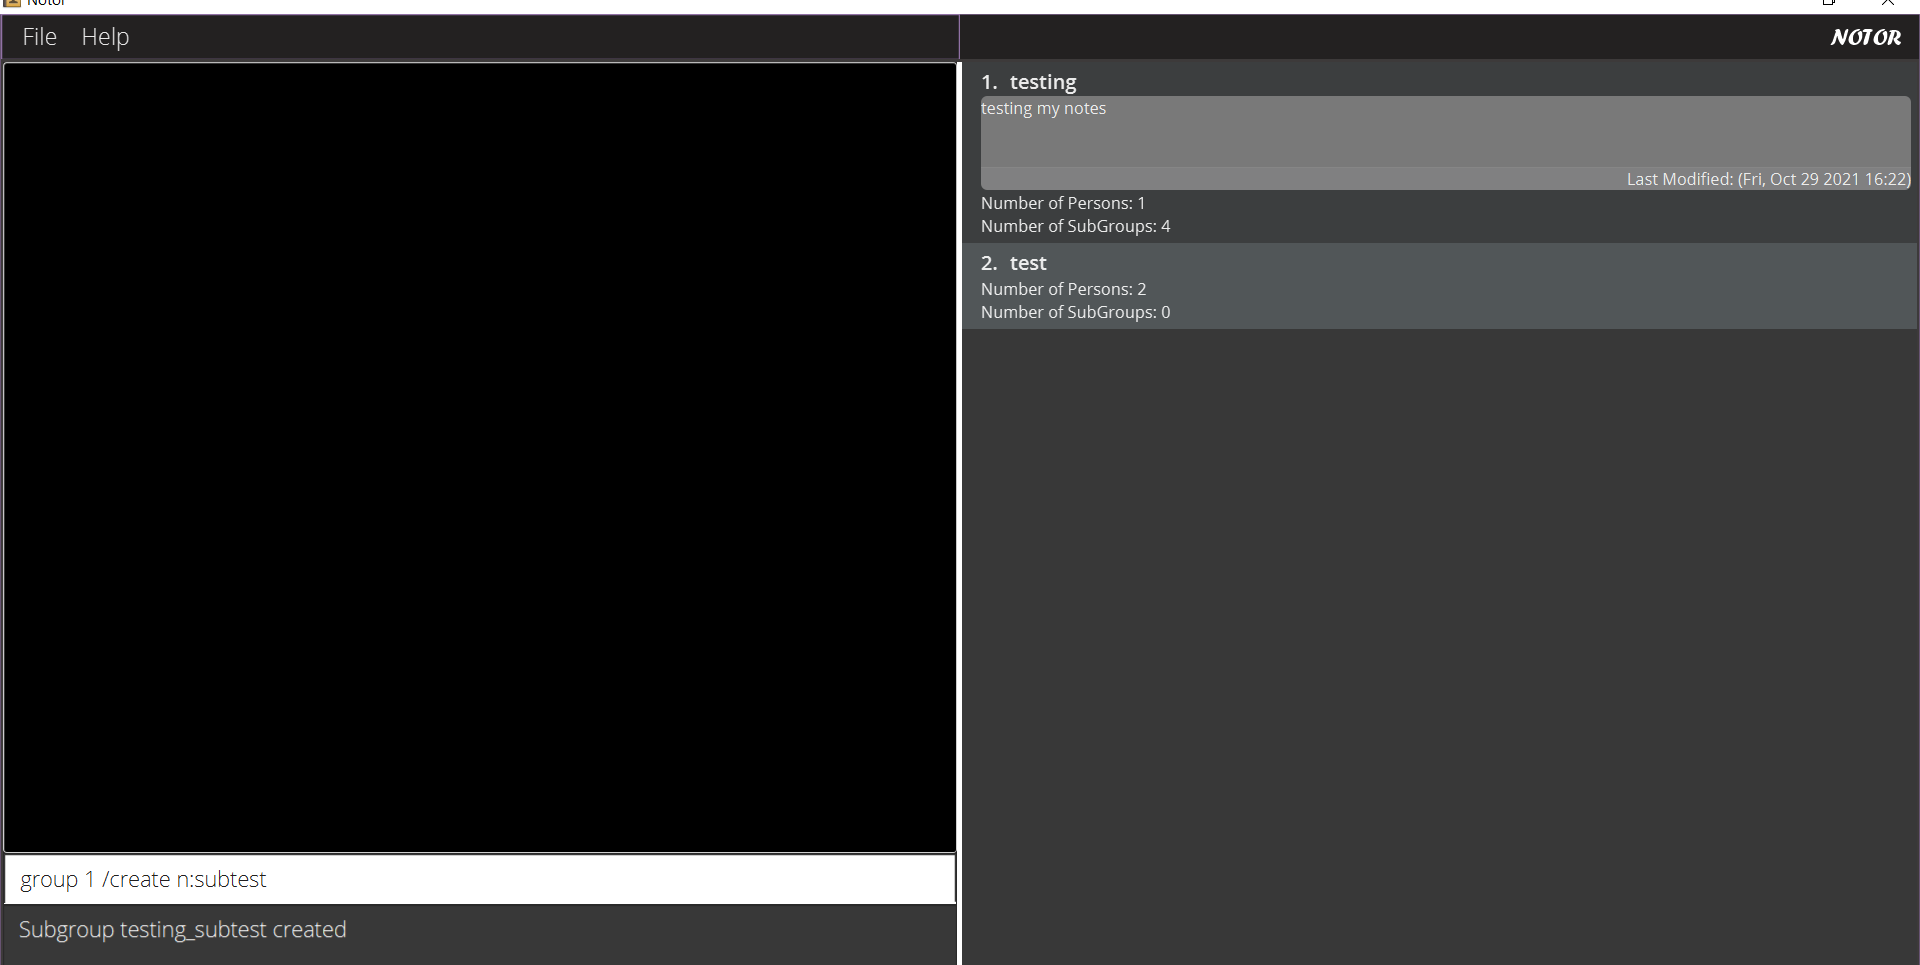 Notor
File Help
NOTOR
1. testing
testing my notes
Last Modified: (Fri, Oct 29 2021 16:22)
Number of Persons: 1
Number of SubGroups: 4
2. test
Number of Persons: 2
Number of SubGroups: 0
group 1 /create n:subtest
Subgroup testing_subtest created